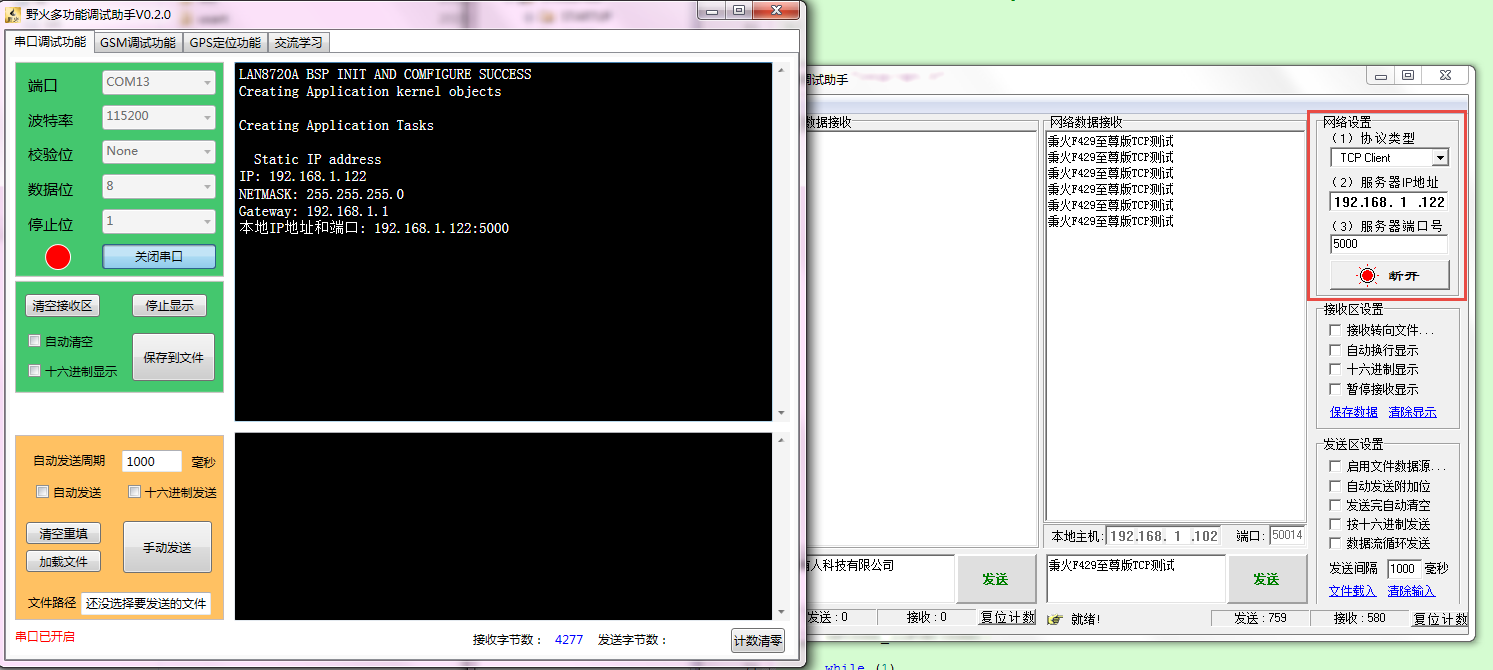 野火多功能调试助手V0.2.0
串口调试功能
GSM调试功能
GPS定位功能
交流学习
端口
COM13
波特率
115200
校验位
None
数据位
8
停止位
1
关闭串口
清空接收区
停止显示
自动清空
十六进制显示
保存到文件
LAN8720A BSP INIT AND COMFIGURE SUCCESS
Creating Application kernel objects
Creating Application Tasks
Static IP address
IP: 192.168.1.122
NETMASK: 255.255.255.0
Gateway: 192.168.1.1
本地IP地址和端口: 192.168.1.122:5000
自动发送周期
1000
毫秒
自动发送
十六进制发送
清空重填
加载文件
手动发送
文件路径
还没选择要发送的文件
串口已开启
接收字节数：
4277
发送字节数：
计数清零
调试助手
数据接收
网络数据接收
秉火F429至尊版TCP测试
秉火F429至尊版TCP测试
秉火F429至尊版TCP测试
秉火F429至尊版TCP测试
秉火F429至尊版TCP测试
秉火F429至尊版TCP测试
本地主机:
192.168. 1 .102
端口:
50014
有人科技有限公司
发送
秉火F429至尊版TCP测试
发送
发送 : 0
接收 : 0
复位计数
就绪!
发送 : 759
接收 : 580
复位计数
网络设置
（1）协议类型
TCP Client
（2）服务器IP地址
192.168. 1 .122
（3）服务器端口号
5000
断开
接收区设置
接收转向文件...
自动换行显示
十六进制显示
暂停接收显示
保存数据
清除显示
发送区设置
启用文件数据源...
自动发送附加位
发送完自动清空
按十六进制发送
数据流循环发送
发送间隔
1000
毫秒
文件载入
清除输入
while (1)